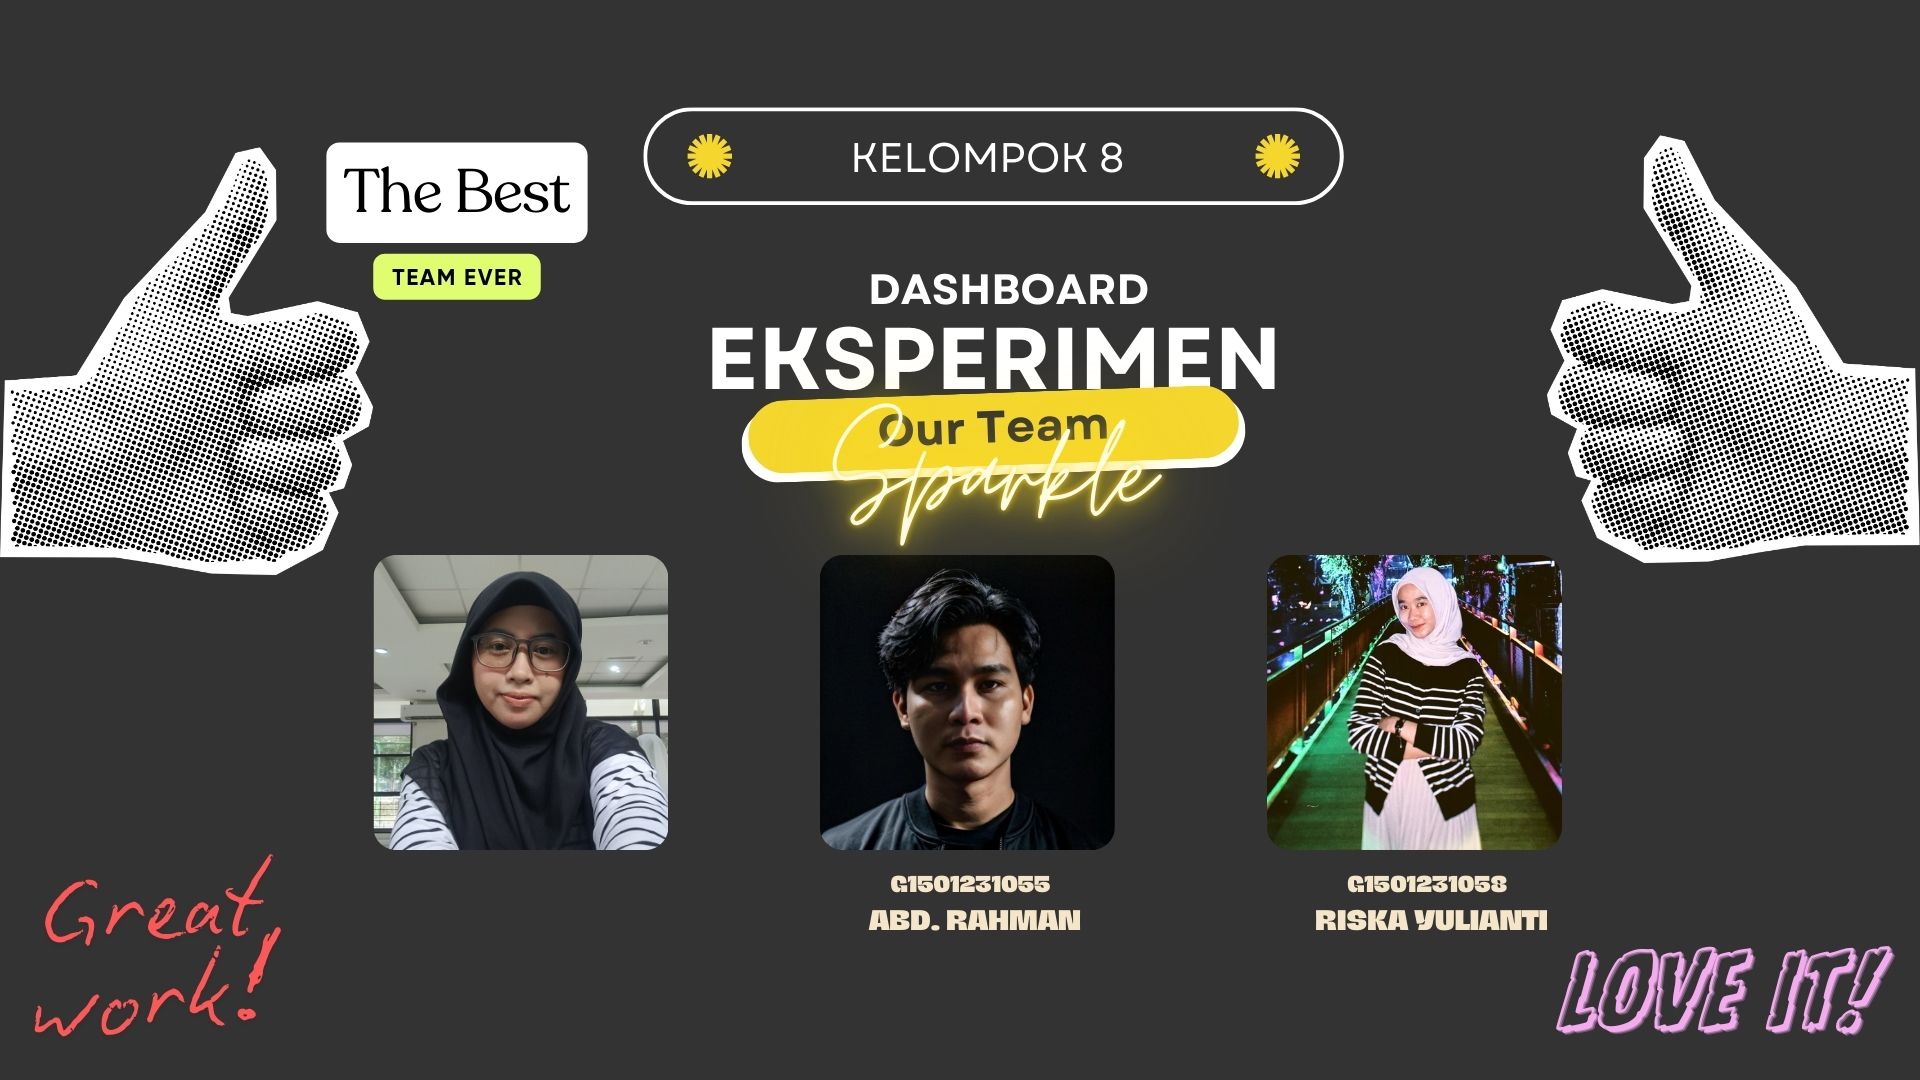 KELOMPOK 8
The Best
TEAM EVER
DASHBOARD
EKSPERIMEN
Our Team
Sparkle
G1501231055
ABD. RAHMAN
G1501231058
RISKA YULIANTI
Great
work!
LOVE IT!